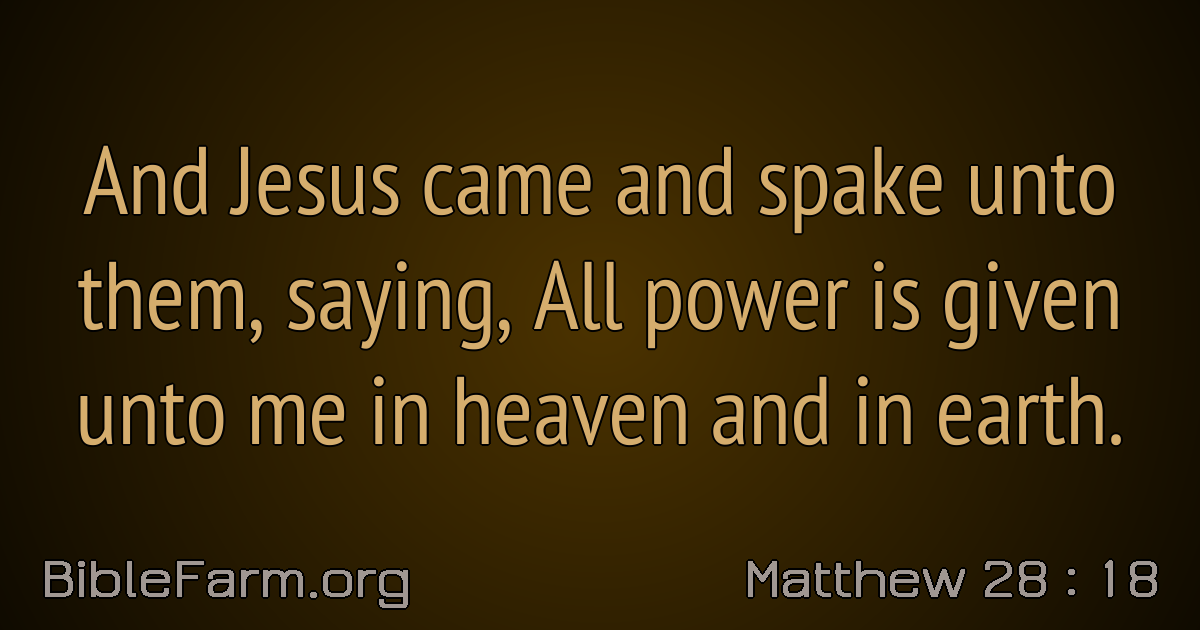 And Jesus came and spake unto
them, saying, All power is given
unto me in heaven and in earth.
BibleFarm.org
Matthew 28 : 18